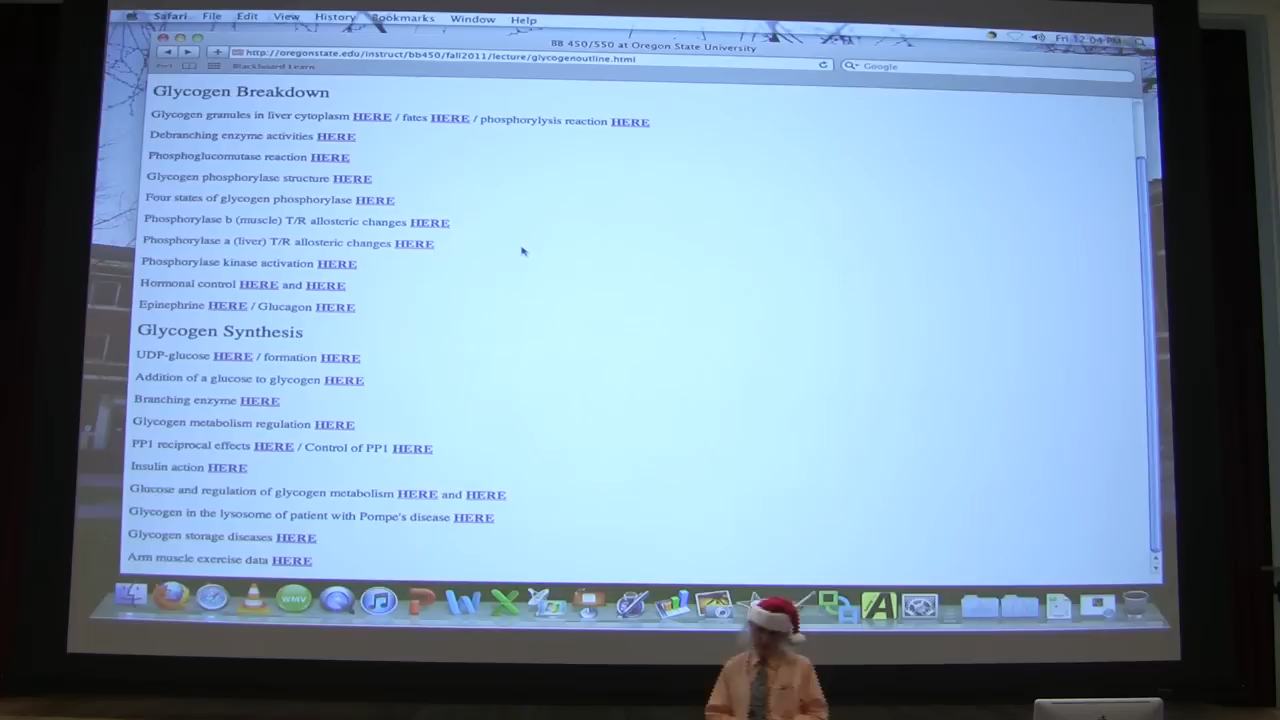 Safari File Edit View History Bookmarks Window Help
Fri 12:04 PM
BB 450/550 at Oregon State University
http://oregonstate.edu/instruct/bb450/fall2011/lecture/glycogenoutline.html
Google
Blackboard Learn
Glycogen Breakdown
Glycogen granules in liver cytoplasm HERE / fates HERE / phosphorylysis reaction HERE
Debranching enzyme activities HERE
Phosphoglucomutase reaction HERE
Glycogen phosphorylase structure HERE
Four states of glycogen phosphorylase HERE
Phosphorylase b (muscle) T/R allosteric changes HERE
Phosphorylase a (liver) T/R allosteric changes HERE
Phosphorylase kinase activation HERE
Hormonal control HERE and HERE
Epinephrine HERE / Glucagon HERE
Glycogen Synthesis
UDP-glucose HERE / formation HERE
Addition of a glucose to glycogen HERE
Branching enzyme HERE
Glycogen metabolism regulation HERE
PP1 reciprocal effects HERE / Control of PP1 HERE
Insulin action HERE
Glucose and regulation of glycogen metabolism HERE and HERE
Glycogen in the lysosome of patient with Pompe's disease HERE
Glycogen storage diseases HERE
Arm muscle exercise data HERE
WMV